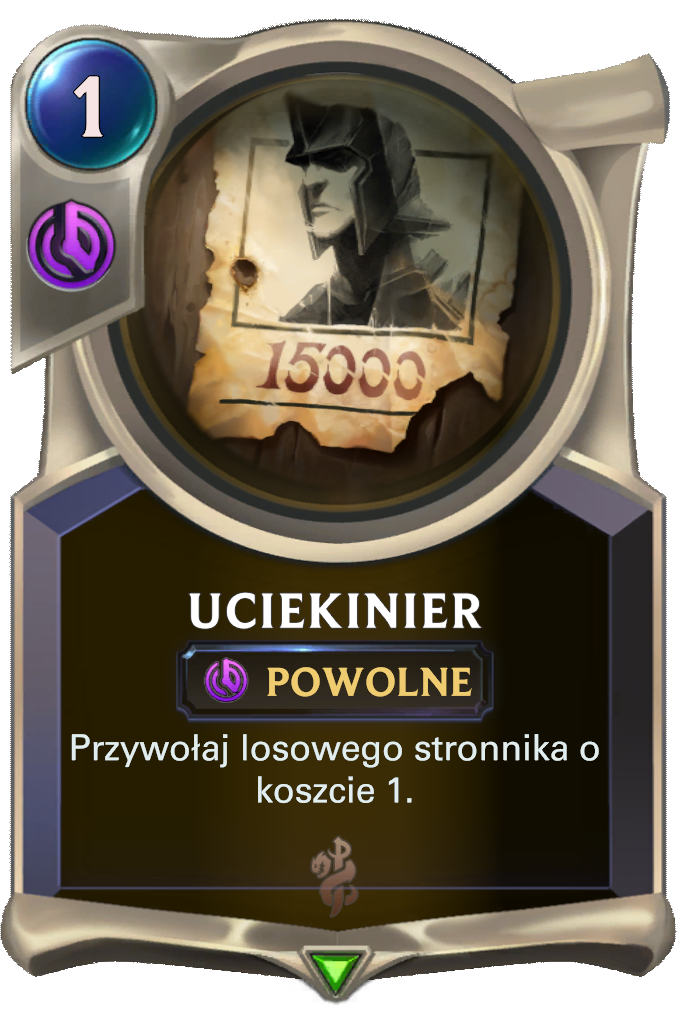 1
15000
UCIEKINIER
POWOLNE
Przywołaj losowego stronnika o
koszcie 1.